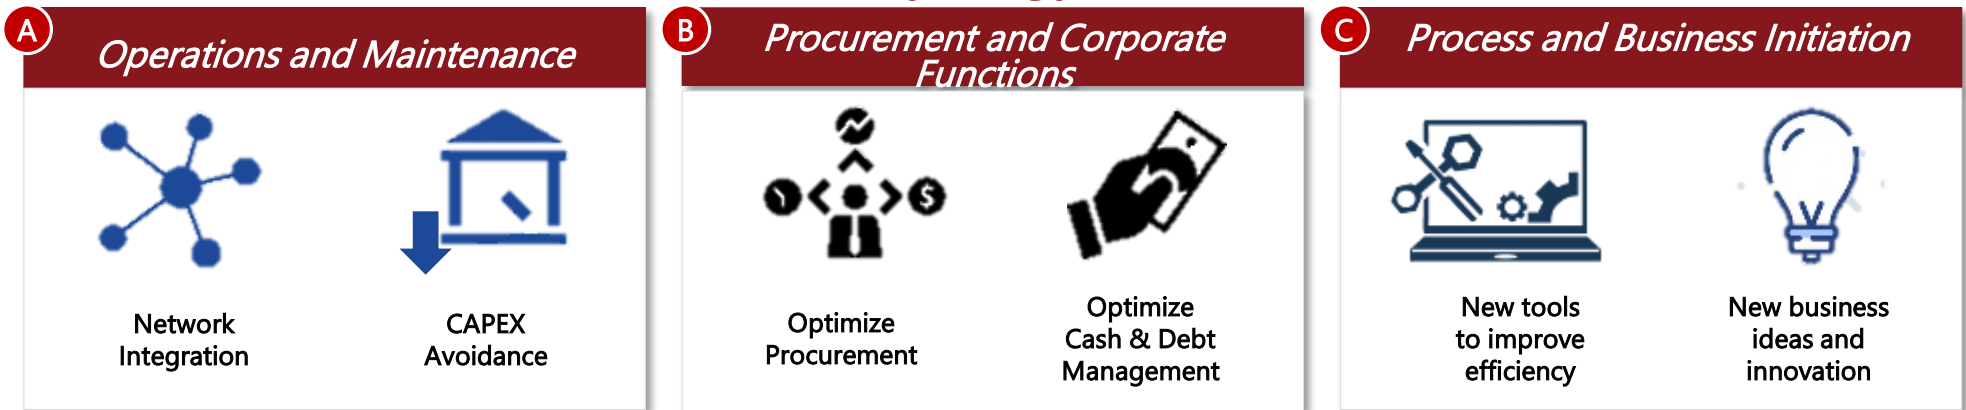 A
Operations and Maintenance
Network
Integration
CAPEX
Avoidance
B
Procurement and Corporate
Functions
$
Optimize
Procurement
Optimize
Cash & Debt
Management
C
Process and Business Initiation
New tools
to improve
efficiency
New business
ideas and
innovation